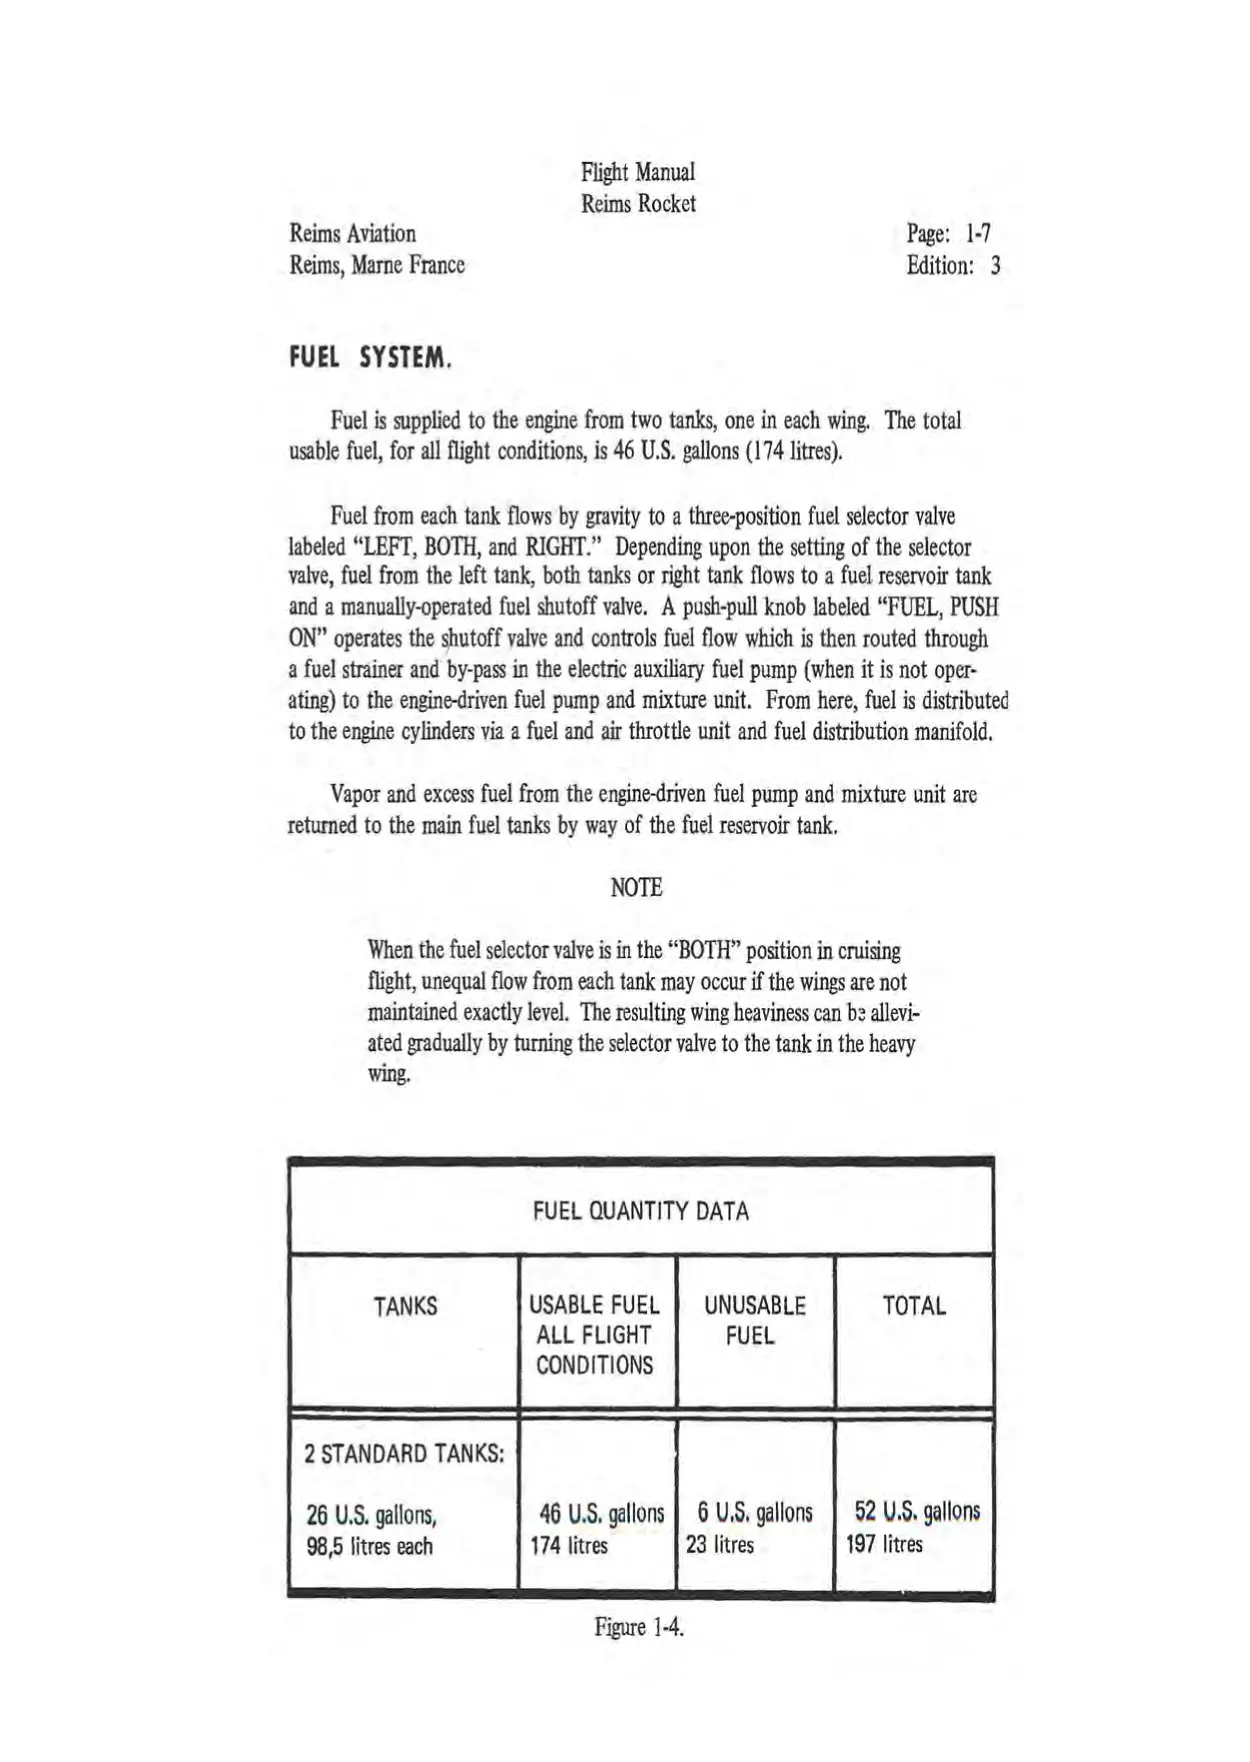 Flight Manual
Reims Rocket
Reims Aviation
Page: 1-7
Reims, Marne France
Edition: 3
FUEL SYSTEM.
Fuel is supplied to the engine from two tanks, one in each wing. The total
usable fuel, for all flight conditions, is 46 U.S. gallons (174 litres).
Fuel from each tank flows by gravity to a three-position fuel selector valve
labeled “LEFT, BOTH, and RIGHT.” Depending upon the setting of the selector
valve, fuel from the left tank, both tanks or right tank flows to a fuel reservoir tank
and a manually-operated fuel shutoff valve. A push-pull knob labeled “FUEL, PUSH
ON” operates the shutoff valve and controls fuel flow which is then routed through
a fuel strainer and by-pass in the electric auxiliary fuel pump (when it is not oper-
ating) to the engine-driven fuel pump and mixture unit. From here, fuel is distributed
to the engine cylinders via a fuel and air throttle unit and fuel distribution manifold.
Vapor and excess fuel from the engine-driven fuel pump and mixture unit are
returned to the main fuel tanks by way of the fuel reservoir tank.
NOTE
When the fuel selector valve is in the “BOTH” position in cruising
flight, unequal flow from each tank may occur if the wings are not
maintained exactly level. The resulting wing heaviness can be allevi-
ated gradually by turning the selector valve to the tank in the heavy
wing.
FUEL QUANTITY DATA
TANKS
USABLE FUEL
ALL FLIGHT
CONDITIONS
UNUSABLE
FUEL
TOTAL
2 STANDARD TANKS:
26 U.S. gallons,
98,5 litres each
46 U.S. gallons
174 litres
6 U.S. gallons
23 litres
52 U.S. gallons
197 litres
Figure 1-4.